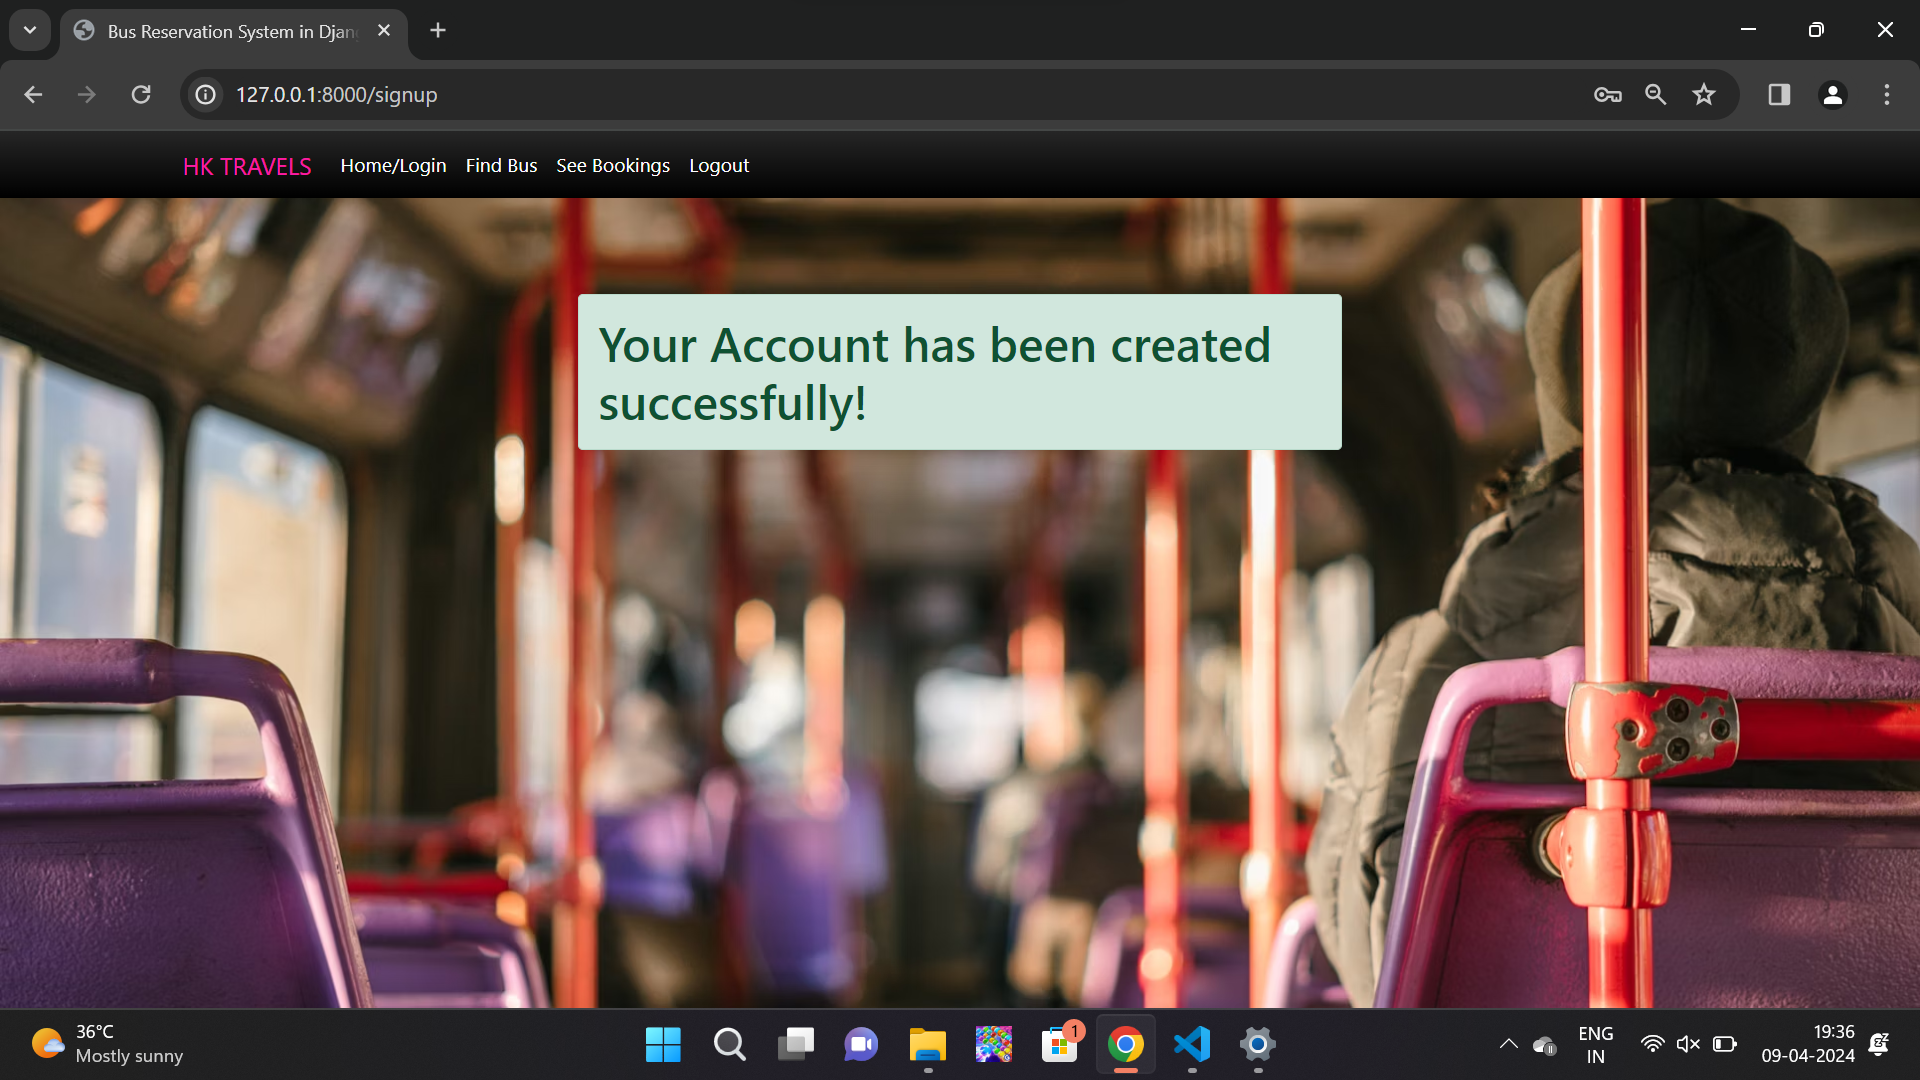 Bus Reservation System in Djan
127.0.0.1:8000/signup
HK TRAVELS Home/Login Find Bus See Bookings Logout
Your Account has been created
successfully!
36°C
Mostly sunny
1
ENG
IN
19:36
09-04-2024